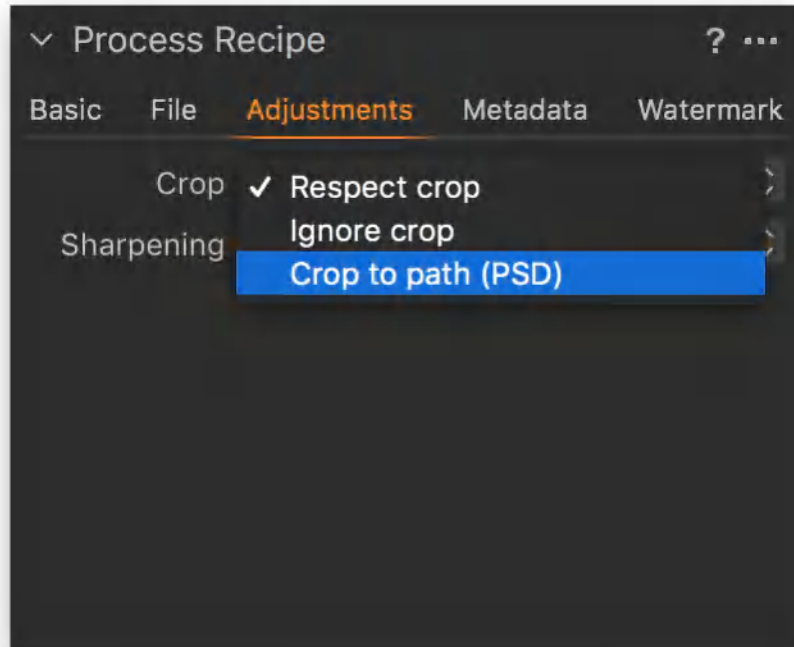 Process Recipe ? ...
Basic File Adjustments Metadata Watermark
Crop ✓ Respect crop
Sharpening Ignore crop
Crop to path (PSD)